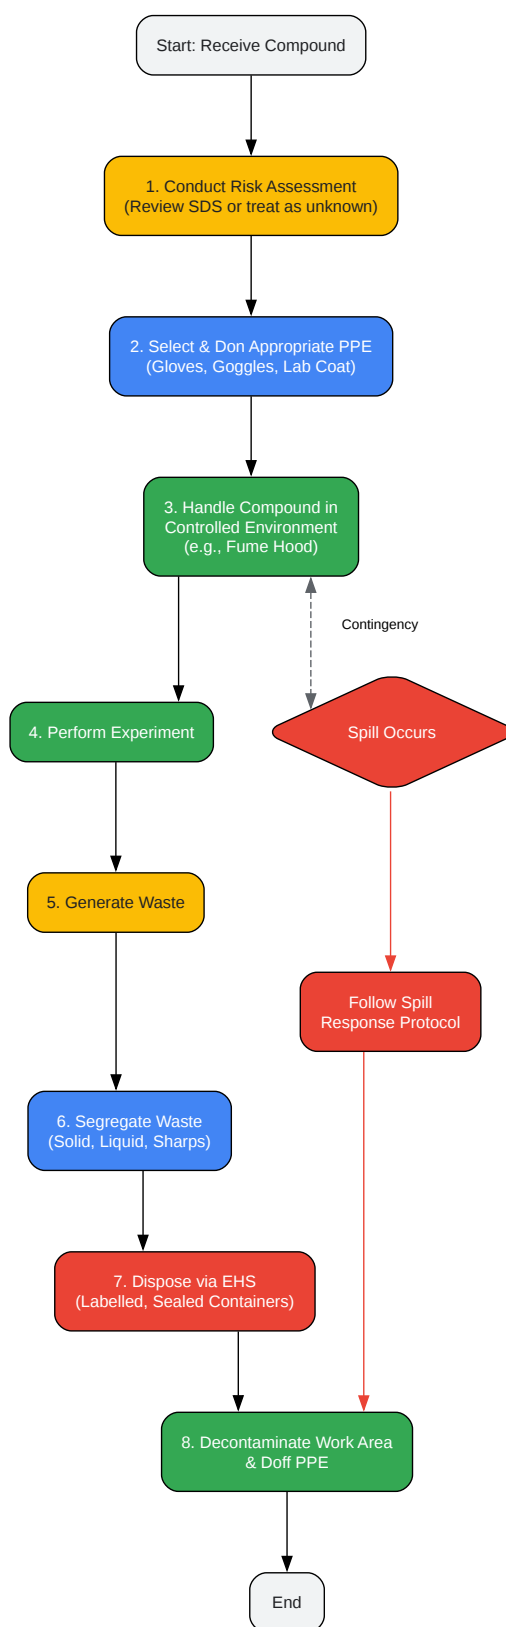 Start: Receive Compound
1. Conduct Risk Assessment
(Review SDS or treat as unknown)
2. Select & Don Appropriate PPE
(Gloves, Goggles, Lab Coat)
3. Handle Compound in
Controlled Environment
(e.g., Fume Hood)
Contingency
4. Perform Experiment
Spill Occurs
5. Generate Waste
Follow Spill
Response Protocol
6. Segregate Waste
(Solid, Liquid, Sharps)
7. Dispose via EHS
(Labelled, Sealed Containers)
8. Decontaminate Work Area
& Doff PPE
End